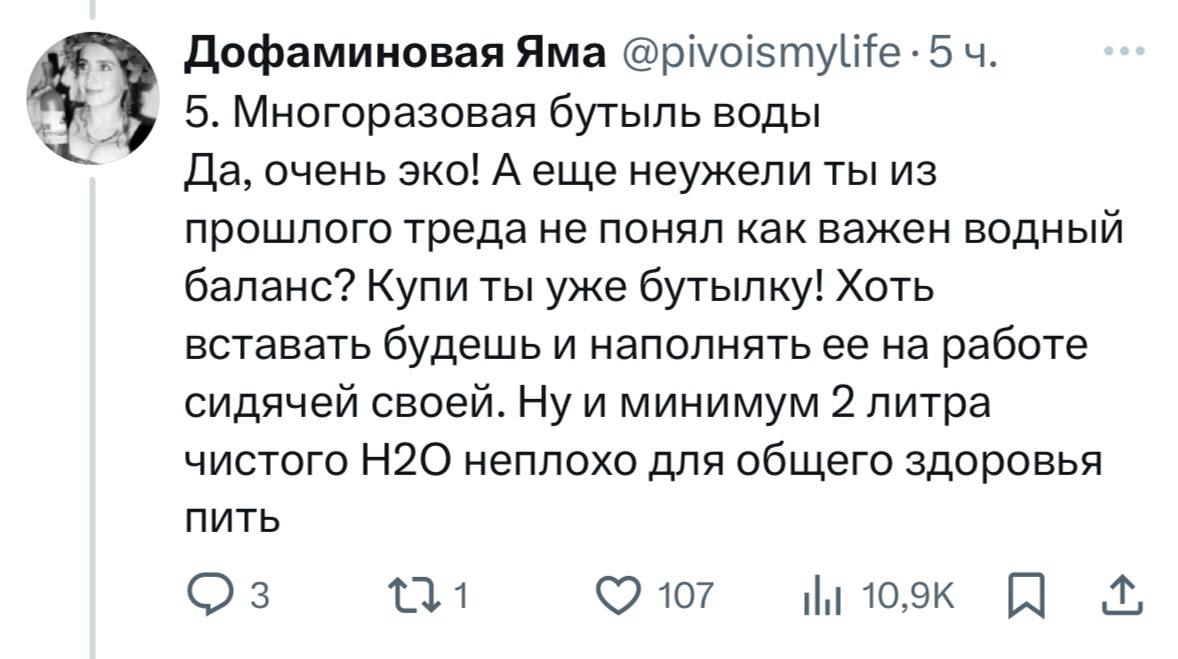 Дофаминовая Яма @pivoismylife · 5 ч.
5. Многоразовая бутыль воды
Да, очень эко! А еще неужели ты из
прошлого треда не понял как важен водный
баланс? Купи ты уже бутылку! Хоть
вставать будешь и наполнять ее на работе
сидячей своей. Ну и минимум 2 литра
чистого H2O неплохо для общего здоровья
пить
3 1 107 10,9K